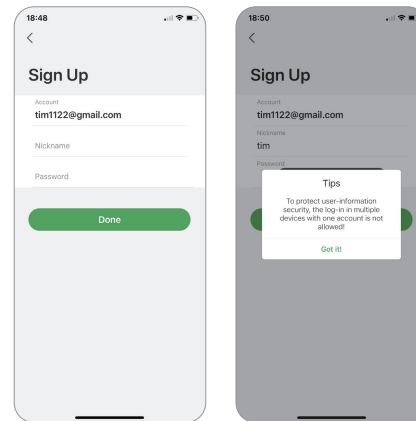 18:48
Sign Up
Account
tim1122@gmail.com
Nickname
Password
Done
18:50
Sign Up
Account
tim1122@gmail.com
Nickname
tim
Password
Tips
To protect user-information
security, the log-in in multiple
devices with one account is not
allowed!
Got it!